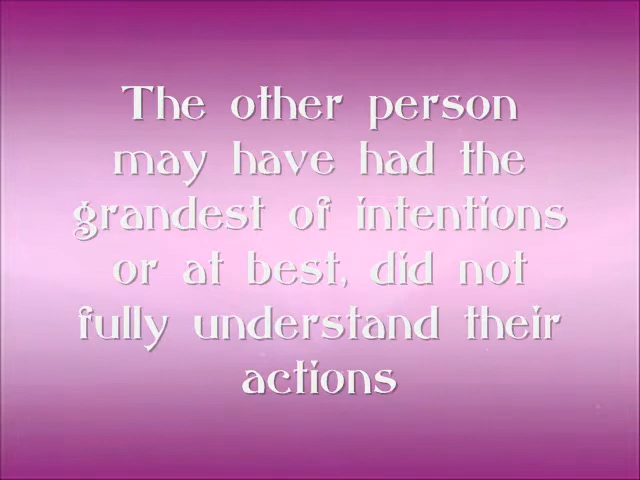 The other person
may have had the
grandest of intentions
or at best, did not
fully understand their
actions